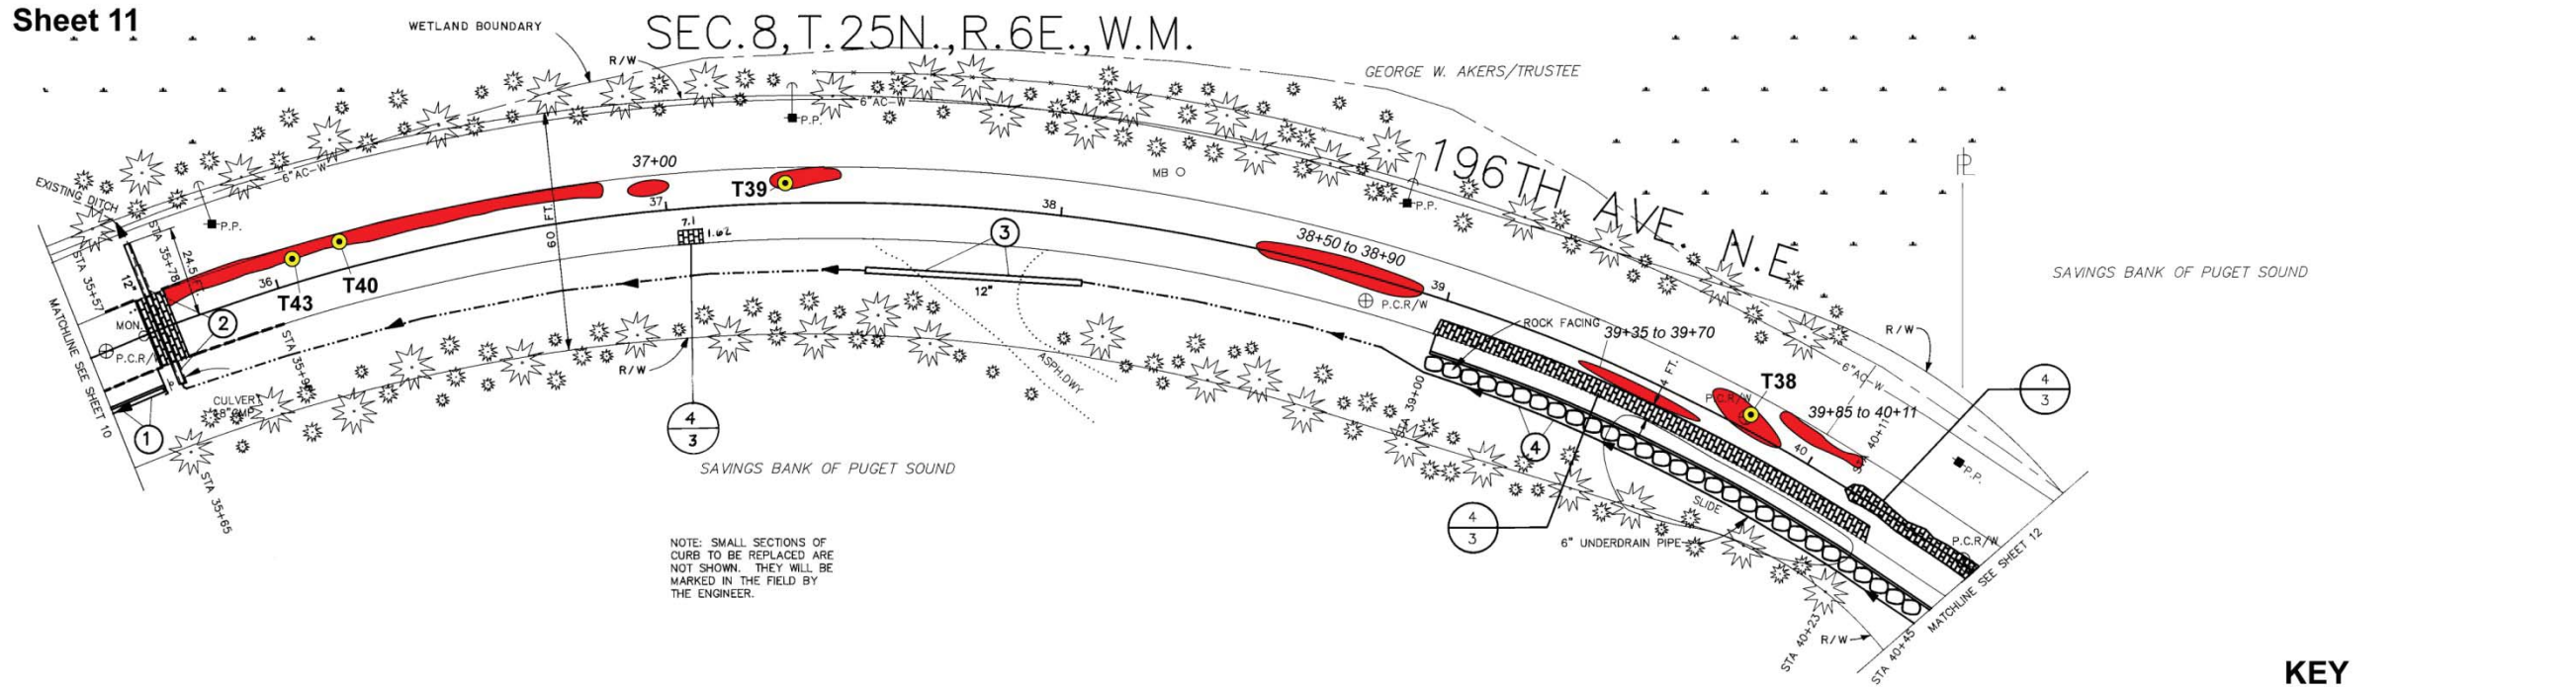 Sheet 11
WETLAND BOUNDARY
SEC.8,T.25N.,R.6E.,W.M.
R/W
GEORGE W. AKERS/TRUSTEE
6"AC-W
P.P.
196TH AVE. N.E.
MB
P.P.
EXISTING DITCH
6"AC-W
P.P.
37+00
T39
37
38
7.1
1.62
60 FT.
3
12"
38+50 to 38+90
39
P.C.R/W
SAVINGS BANK OF PUGET SOUND
STA 35+57
STA 35+78
24.5 FT.
12"
36
T43
T40
MON.
P.C.R/W
2
MATCHLINE SEE SHEET 10
CULVERT
18"CMP
1
STA 35+65
R/W
4
3
ASPH.DWY
SAVINGS BANK OF PUGET SOUND
ROCK FACING
39+35 to 39+70
4 FT.
T38
P.C.R/W
39+85 to 40+11
STA 40+11
40
6"AC-W
R/W
4
3
STA 39+00
4
4
3
SLIDE
6" UNDERDRAIN PIPE
P.P.
P.C.R/W
MATCHLINE SEE SHEET 12
NOTE: SMALL SECTIONS OF
CURB TO BE REPLACED ARE
NOT SHOWN. THEY WILL BE
MARKED IN THE FIELD BY
THE ENGINEER.
R/W
STA 40+23
STA 40+45
KEY